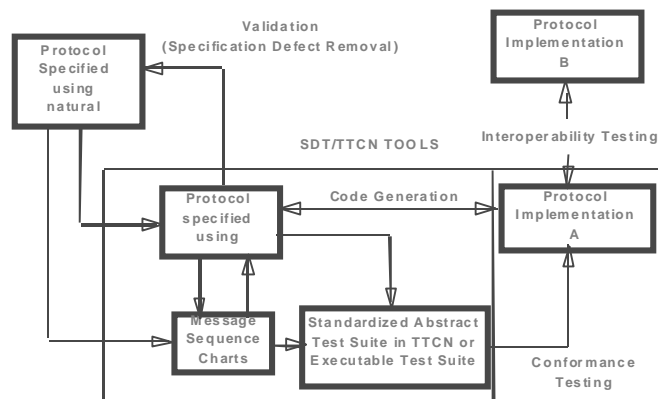 Validation
(Specification Defect Removal)
Protocol
Specified
using
natural
Protocol
Implementation
B
Interoperability Testing
SDT/TTCN TOOLS
Protocol
specified
using
Code Generation
Protocol
Implementation
A
Message
Sequence
Charts
Standardized Abstract
Test Suite in TTCN or
Executable Test Suite
Conformance
Testing